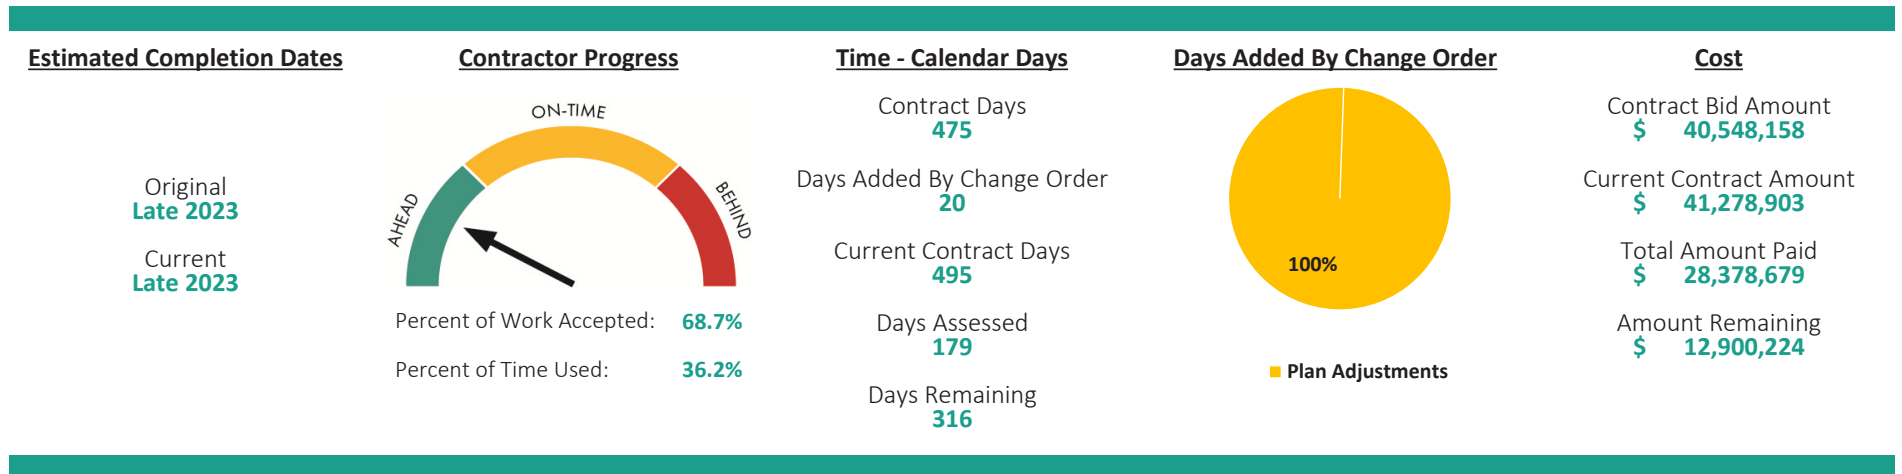 Estimated Completion Dates
Original
Late 2023
Current
Late 2023
Contractor Progress
AHEAD
ON-TIME
BEHIND
Percent of Work Accepted: 68.7%
Percent of Time Used: 36.2%
Time - Calendar Days
Contract Days
475
Days Added By Change Order
20
Current Contract Days
495
Days Assessed
179
Days Remaining
316
Days Added By Change Order
100%
Plan Adjustments
Cost
Contract Bid Amount
$ 40,548,158
Current Contract Amount
$ 41,278,903
Total Amount Paid
$ 28,378,679
Amount Remaining
$ 12,900,224